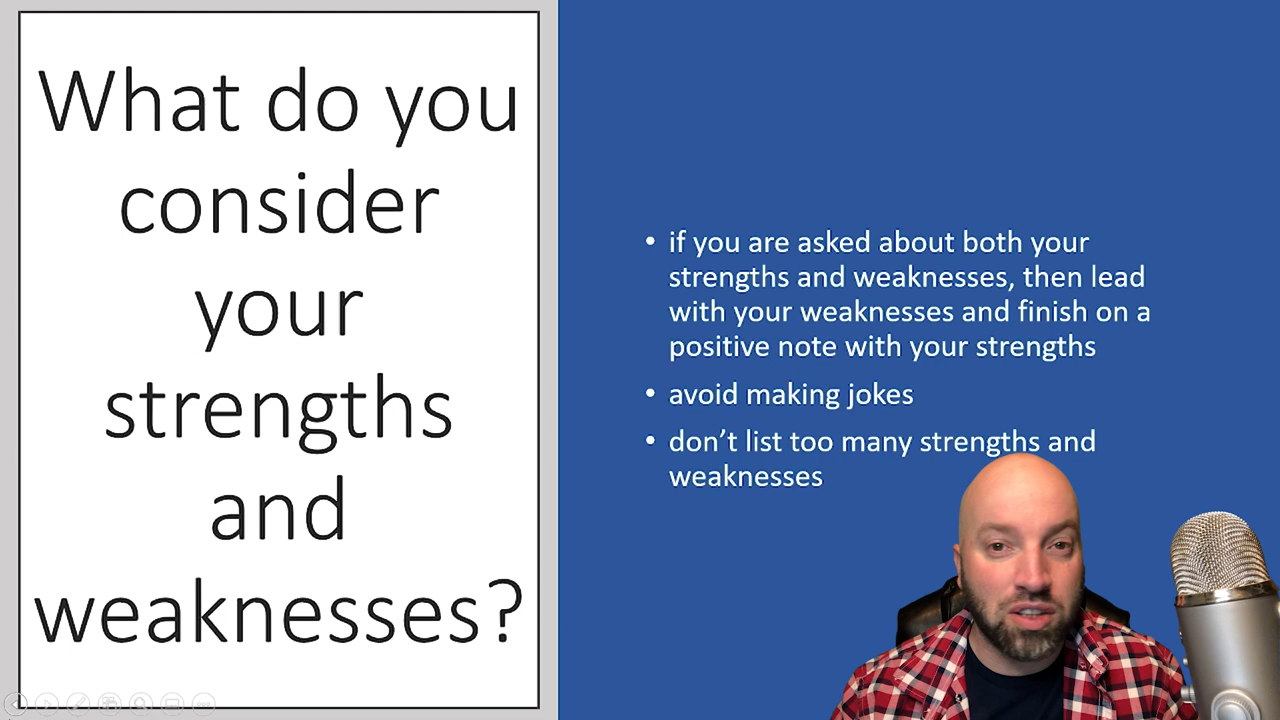 What do you
consider
your
strengths
and
weaknesses?
• if you are asked about both your
strengths and weaknesses, then lead
with your weaknesses and finish on a
positive note with your strengths
• avoid making jokes
• don’t list too many strengths and
weaknesses